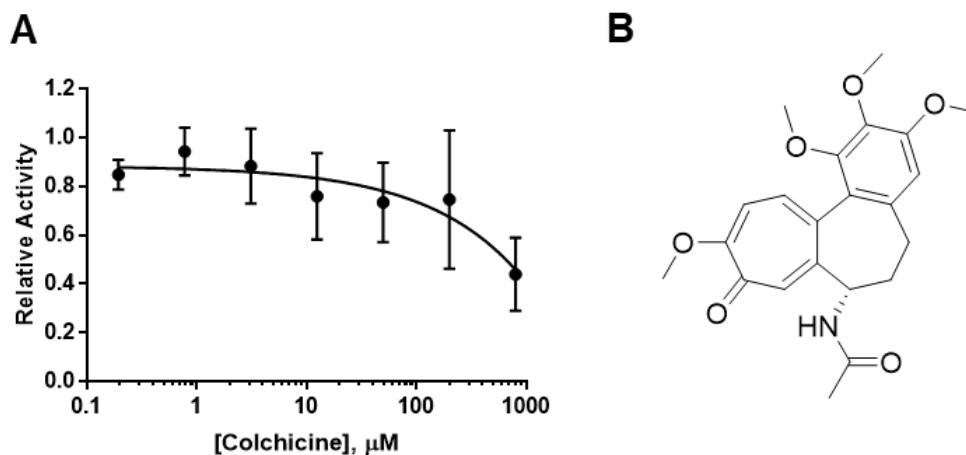 A
B
1.2
1.0
0.8
0.6
0.4
0.2
0.0
Relative Activity
0.1 1 10 100 1000
[Colchicine], μM
O
O
O
O
O
O
HN
O